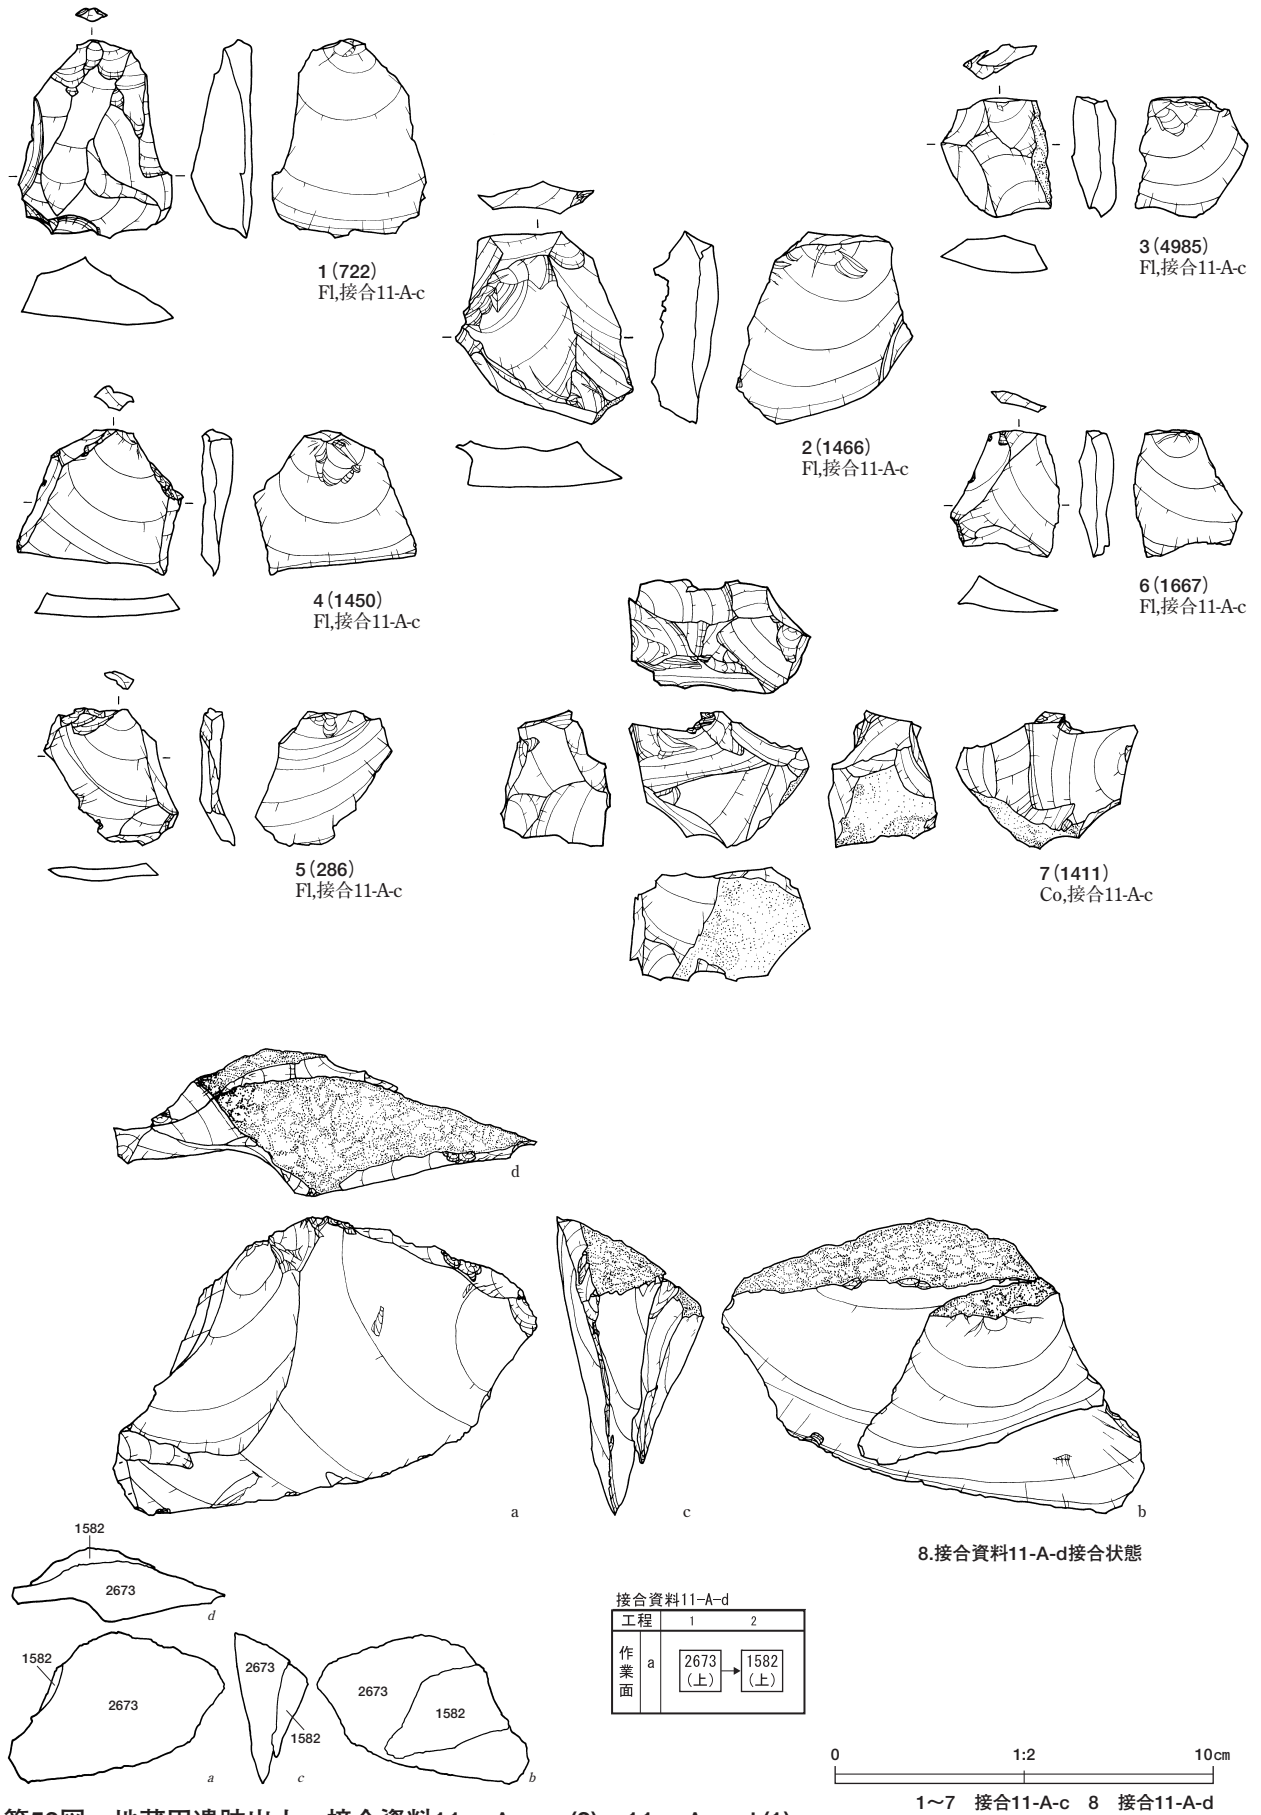 1(722)
Fl,接合11-A-c
3(4985)
Fl,接合11-A-c
2(1466)
Fl,接合11-A-c
4(1450)
Fl,接合11-A-c
6(1667)
Fl,接合11-A-c
5(286)
Fl,接合11-A-c
7(1411)
Co,接合11-A-c
d
a
c
b
8.接合資料11-A-d接合状態
1582
2673
d
1582
2673
a
2673
1582
c
2673
1582
b
接合資料11-A-d
工程 1 2
作業面 a
2673
(上)
1582
(上)
0 1:2 10cm
1〜7 接合11-A-c 8 接合11-A-d